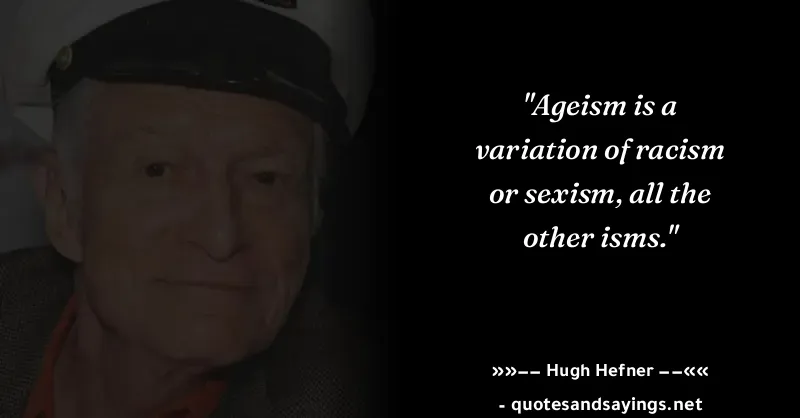 "Ageism is a
variation of racism
or sexism, all the
other isms."
»»-- Hugh Hefner --««
- quotesandsayings.net